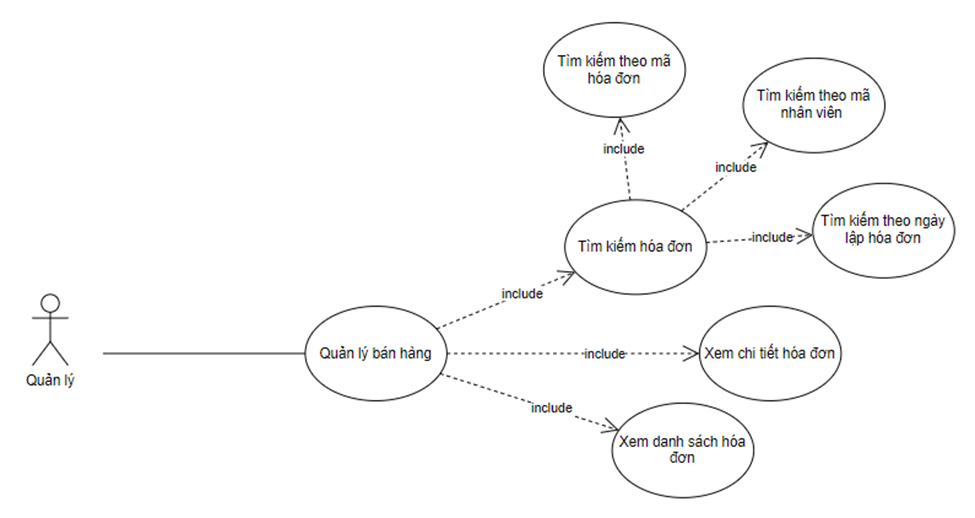 Tìm kiếm theo mã
hóa đơn
Tìm kiếm theo mã
nhân viên
include
include
Tìm kiếm theo ngày
lập hóa đơn
Tìm kiếm hóa đơn
include
include
Quản lý bán hàng
include
Xem chi tiết hóa đơn
Quản lý
include
Xem danh sách hóa
đơn